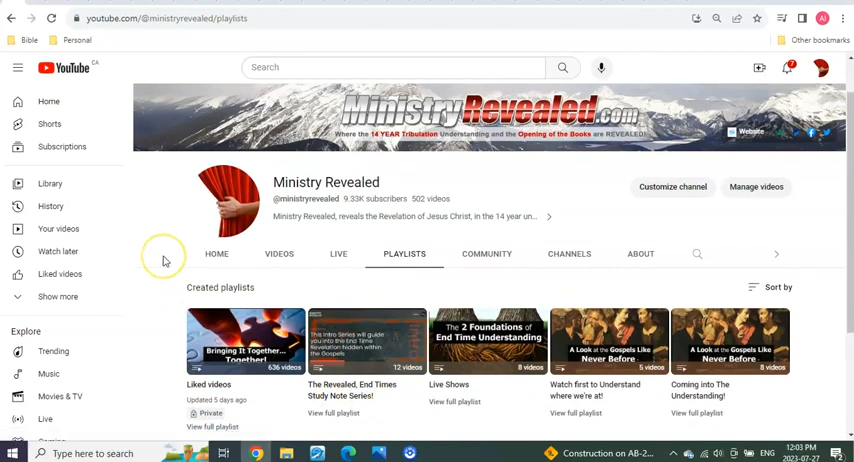 youtube.com/@ministryrevealed/playlists
AI
Bible
Personal
Other bookmarks
YouTube CA
Search
7
MinistryRevealed.com
Where the 14 YEAR Tribulation Understanding and the Opening of the Books are REVEALED!
Website
Home
Shorts
Subscriptions
Library
History
Your videos
Watch later
Liked videos
Show more
Explore
Trending
Music
Movies & TV
Live
Gaming
Ministry Revealed
@ministryrevealed 9.33K subscribers 502 videos
Ministry Revealed, reveals the Revelation of Jesus Christ, in the 14 year un...
Customize channel
Manage videos
HOME VIDEOS LIVE PLAYLISTS COMMUNITY CHANNELS ABOUT
Created playlists
Sort by
Bringing It Together...
Together!
636 videos
Liked videos
Updated 5 days ago
Private
View full playlist
This Intro Series will guide
you into the End Time
Revelation hidden within
the Gospels
12 videos
The Revealed, End Times
Study Note Series!
View full playlist
The 2 Foundations of
End Time Understanding
8 videos
Live Shows
View full playlist
A Look at the Gospels Like
Never Before
5 videos
Watch first to Understand
where we're at!
View full playlist
A Look at the Gospels Like
Never Before
8 videos
Coming into The
Understanding!
View full playlist
Type here to search
Construction on AB-2...
ENG
12:03 PM
2023-07-27
2